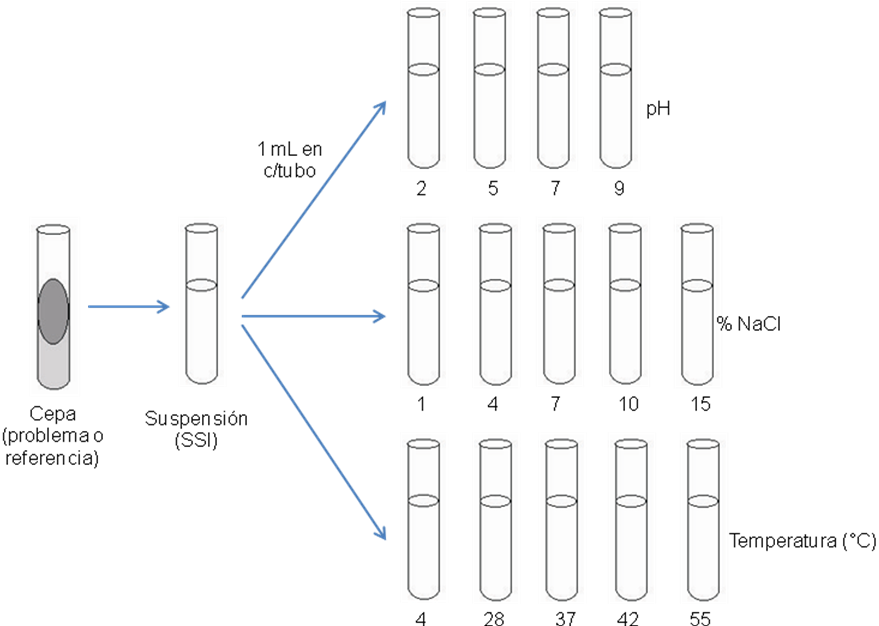 1 mL en
c/tubo
pH
2 5 7 9
Cepa
(problema o
referencia)
Suspensión
(SSI)
% NaCl
1 4 7 10 15
Temperatura (°C)
4 28 37 42 55